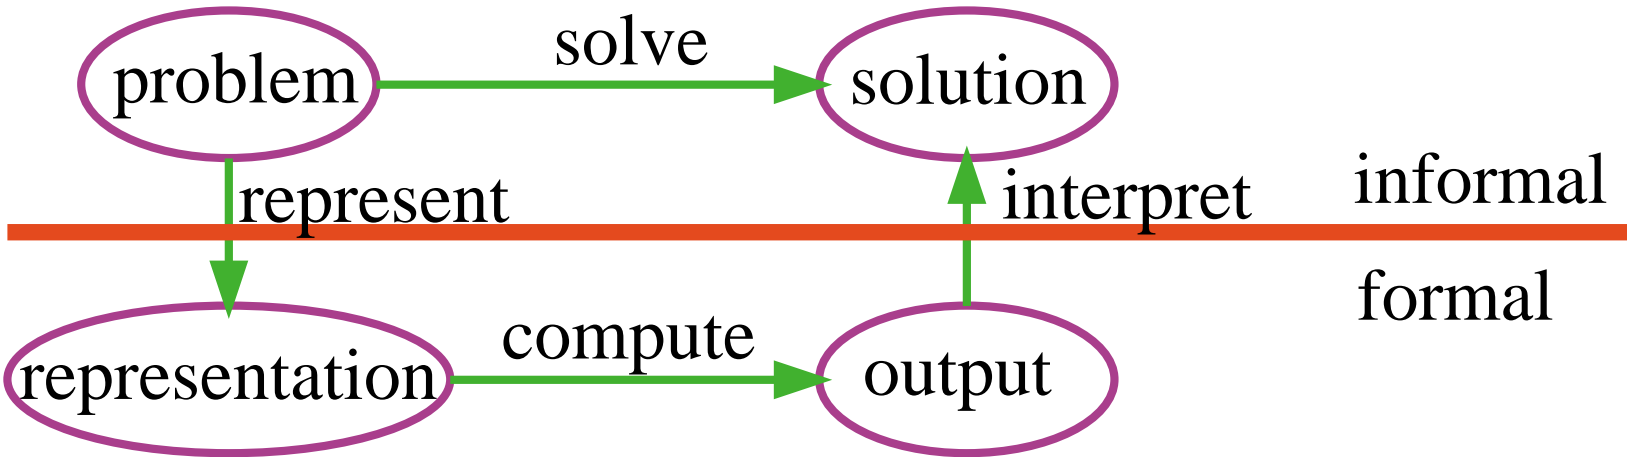 solve
problem
solution
represent
interpret
informal
formal
compute
representation
output